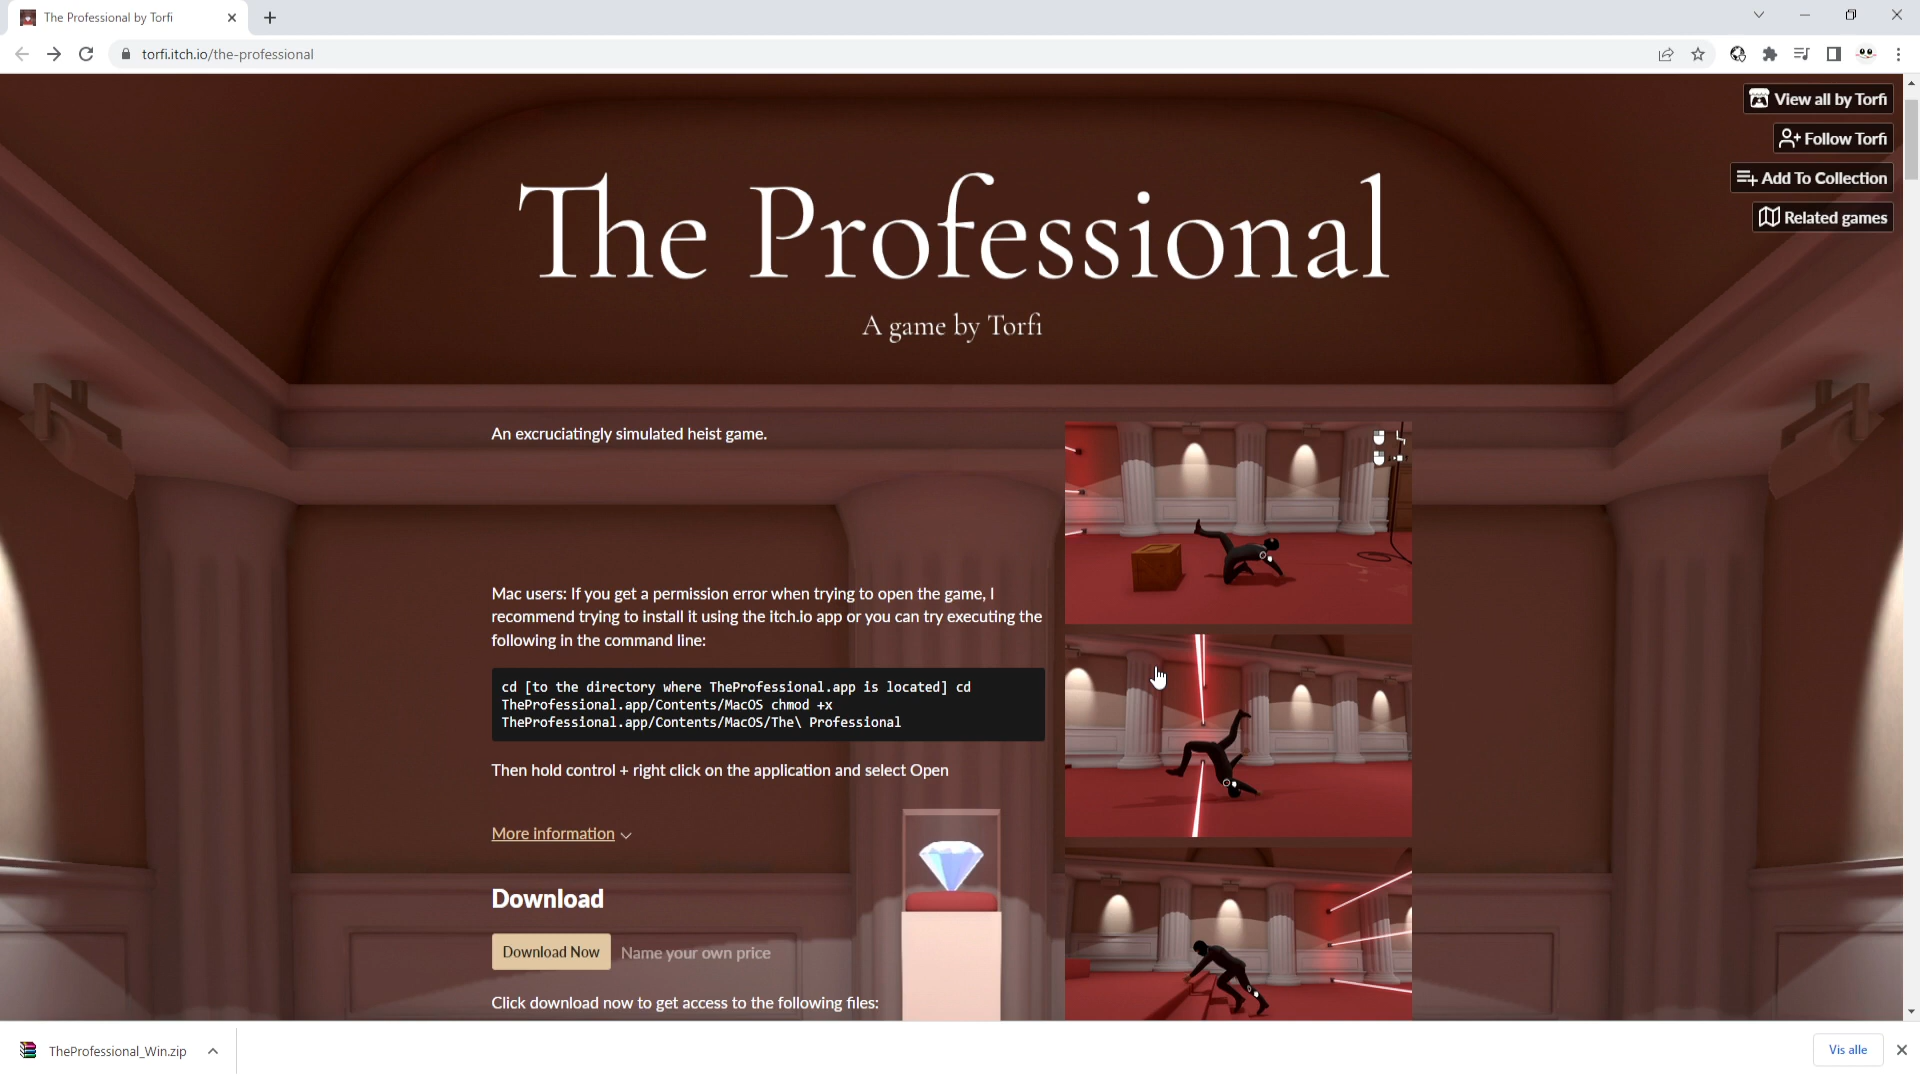 The Professional by Torfi
torfi.itch.io/the-professional
View all by Torfi
Follow Torfi
Add To Collection
Related games
The Professional
A game by Torfi
An excruciatingly simulated heist game.
Mac users: If you get a permission error when trying to open the game, I
recommend trying to install it using the itch.io app or you can try executing the
following in the command line:
cd [to the directory where TheProfessional.app is located] cd
TheProfessional.app/Contents/MacOS chmod +x
TheProfessional.app/Contents/MacOS/The\ Professional
Then hold control + right click on the application and select Open
More information
Download
Download Now Name your own price
Click download now to get access to the following files:
TheProfessional_Win.zip
Vis alle